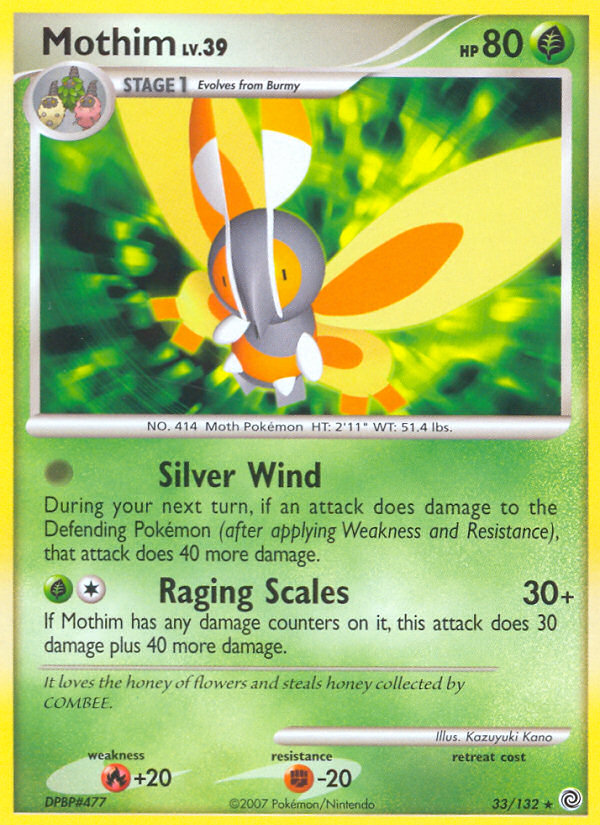 Mothim LV.39 HP 80
STAGE 1 Evolves from Burmy
NO. 414 Moth Pokémon HT: 2'11" WT: 51.4 lbs.
Silver Wind
During your next turn, if an attack does damage to the
Defending Pokémon (after applying Weakness and Resistance),
that attack does 40 more damage.
Raging Scales 30+
If Mothim has any damage counters on it, this attack does 30
damage plus 40 more damage.
It loves the honey of flowers and steals honey collected by
COMBEE.
Illus. Kazuyuki Kano
weakness resistance retreat cost
+20 -20
DPBP#477 ©2007 Pokémon/Nintendo 33/132 ★